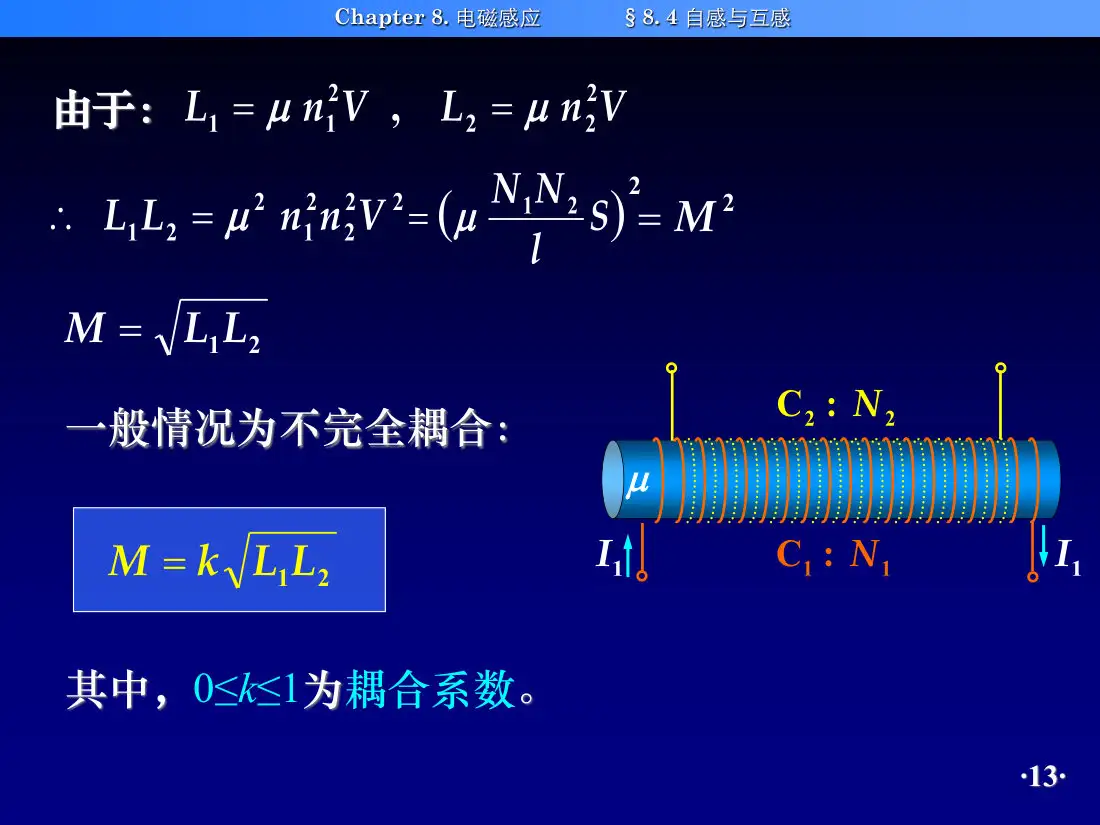 Chapter 8. 电磁感应 §8. 4 自感与互感
由于： L₁ = μ n₁²V ， L₂ = μ n₂²V
∴ L₁L₂ = μ² n₁²n₂²V² = (μ N₁N₂/l S)² = M²
M = √(L₁L₂)
C₂ : N₂
一般情况为不完全耦合：
μ
I₁ C₁ : N₁ I₁
M = k√(L₁L₂)
其中，0≤k≤1为耦合系数。
·13·